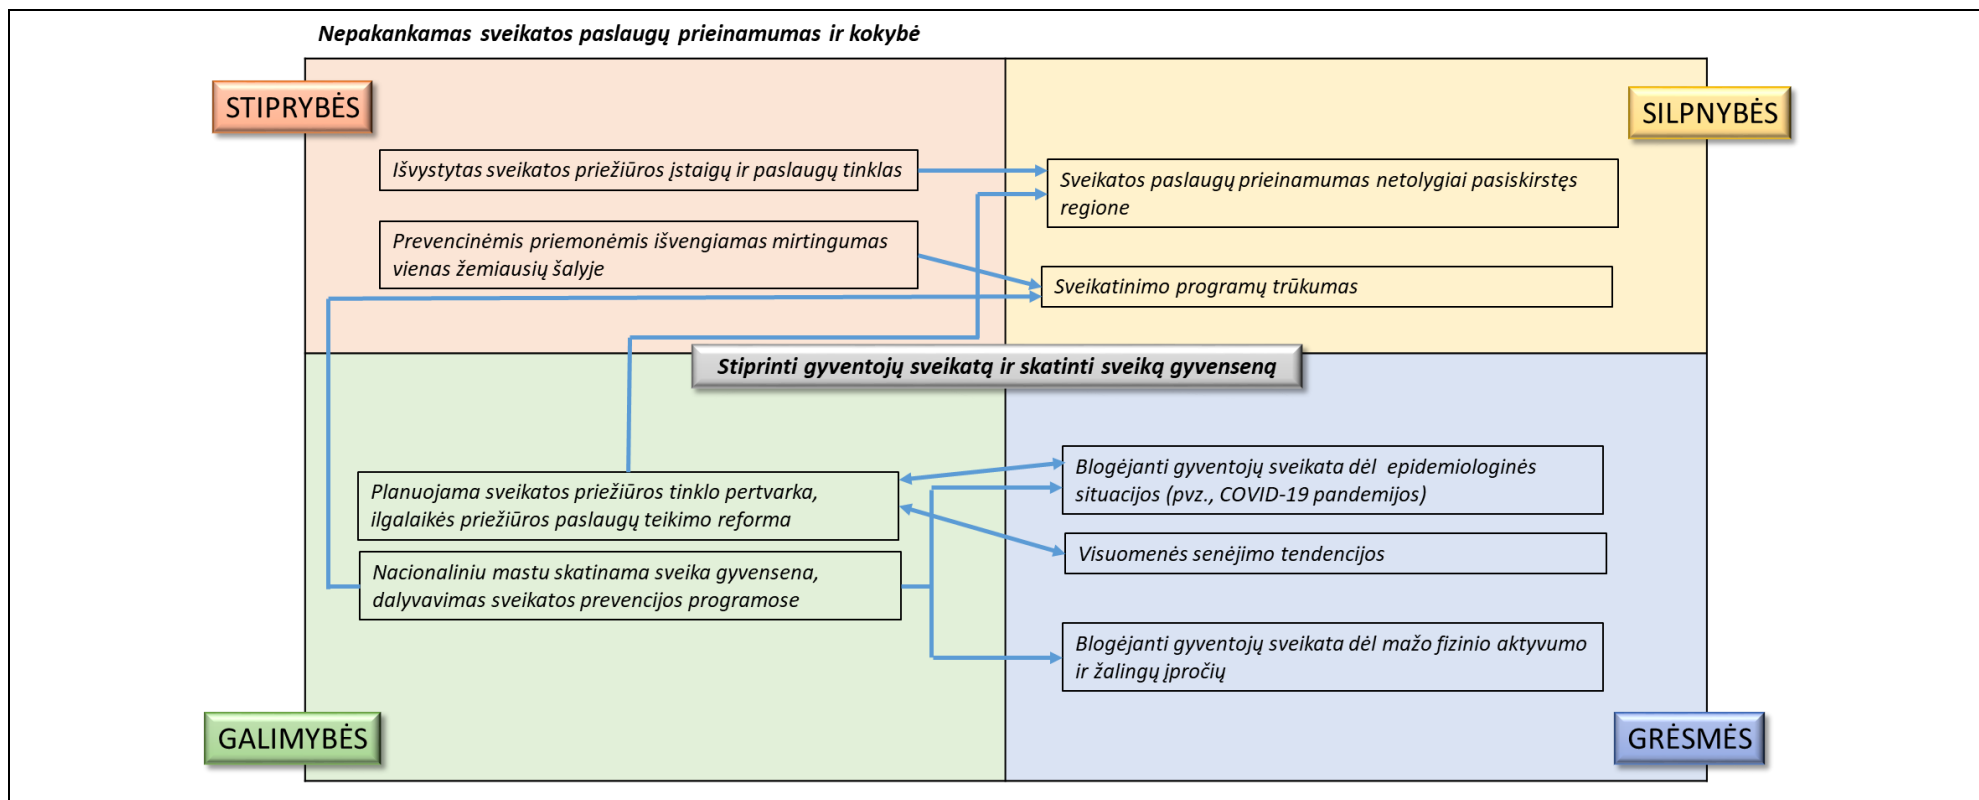 Nepakankamas sveikatos paslaugų prieinamumas ir kokybė
STIPRYBĖS
SILPNYBĖS
Išvystytas sveikatos priežiūros įstaigų ir paslaugų tinklas
Sveikatos paslaugų prieinamumas netolygiai pasiskirstęs
regione
Prevencinėmis priemonėmis išvengiamas mirtingumas
vienas žemiausių šalyje
Sveikatinimo programų trūkumas
Stiprinti gyventojų sveikatą ir skatinti sveiką gyvenseną
Planuojama sveikatos priežiūros tinklo pertvarka,
ilgalaikės priežiūros paslaugų teikimo reforma
Nacionaliniu mastu skatinama sveika gyvensena,
dalyvavimas sveikatos prevencijos programose
Blogėjanti gyventojų sveikata dėl  epidemiologinės
situacijos (pvz., COVID-19 pandemijos)
Visuomenės senėjimo tendencijos
Blogėjanti gyventojų sveikata dėl mažo fizinio aktyvumo
ir žalingų įpročių
GALIMYBĖS
GRĖSMĖS